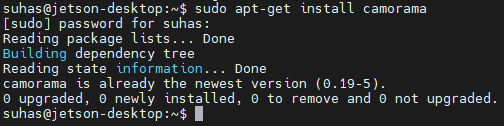 suhas@jetson-desktop:~$ sudo apt-get install camorama
[sudo] password for suhas:
Reading package lists... Done
Building dependency tree
Reading state information... Done
camorama is already the newest version (0.19-5).
0 upgraded, 0 newly installed, 0 to remove and 0 not upgraded.
suhas@jetson-desktop:~$